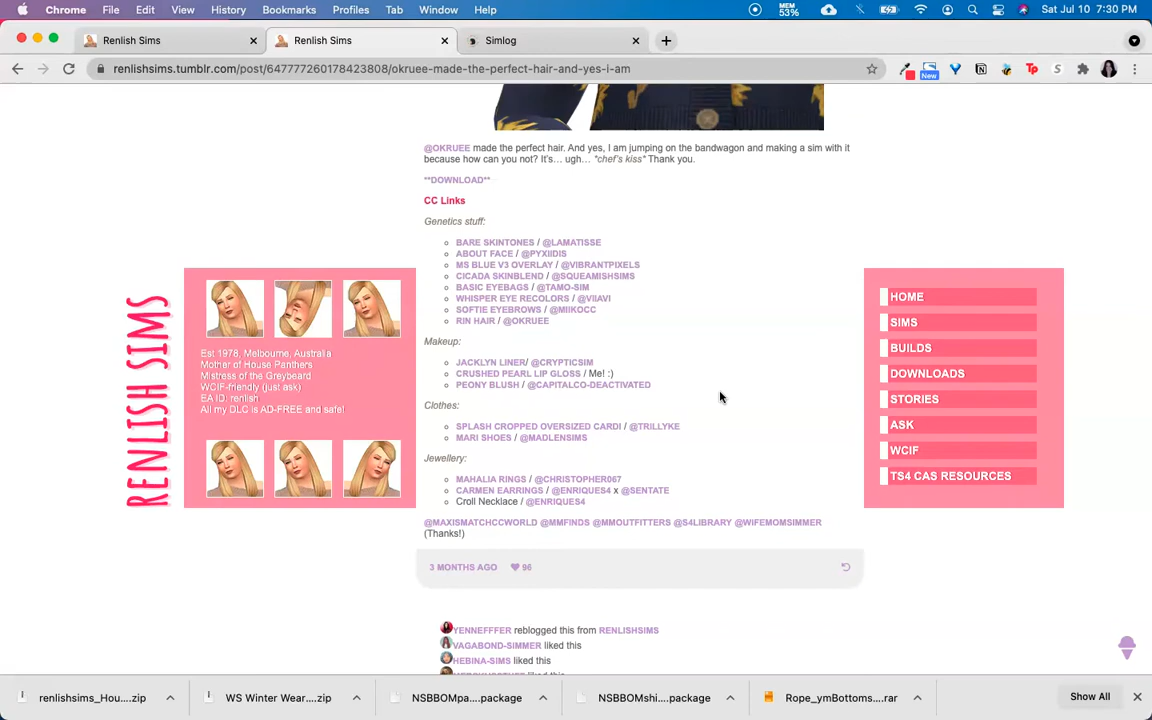 Chrome File Edit View History Bookmarks Profiles Tab Window Help MEM 53% Sat Jul 10 7:30 PM
Renlish Sims
Renlish Sims
Simlog
renlishsims.tumblr.com/post/647777260178423808/okruee-made-the-perfect-hair-and-yes-i-am
New
Tp
S
@OKRUEE made the perfect hair. And yes, I am jumping on the bandwagon and making a sim with it
because how can you not? It's... ugh... *chef's kiss* Thank you.
**DOWNLOAD**
CC Links
Genetics stuff:
BARE SKINTONES / @LAMATISSE
ABOUT FACE / @PYXIIDIS
MS BLUE V3 OVERLAY / @VIBRANTPIXELS
CICADA SKINBLEND / @SQUEAMISHSIMS
BASIC EYEBAGS / @TAMO-SIM
WHISPER EYE RECOLORS / @VIIAVI
SOFTIE EYEBROWS / @MIIKOCC
RIN HAIR / @OKRUEE
Makeup:
JACKLYN LINER/ @CRYPTICSIM
CRUSHED PEARL LIP GLOSS / Me! :)
PEONY BLUSH / @CAPITALCO-DEACTIVATED
Clothes:
SPLASH CROPPED OVERSIZED CARDI / @TRILLYKE
MARI SHOES / @MADLENSIMS
Jewellery:
MAHALIA RINGS / @CHRISTOPHER067
CARMEN EARRINGS / @ENRIQUES4 x @SENTATE
Croll Necklace / @ENRIQUES4
@MAXISMATCHCCWORLD @MMFINDS @MMOUTFITTERS @S4LIBRARY @WIFEMOMSIMMER
(Thanks!)
3 MONTHS AGO 96
YENNEFFFER reblogged this from RENLISHSIMS
VAGABOND-SIMMER liked this
HEBINA-SIMS liked this
RENLISH SIMS
Est 1978, Melbourne, Australia
Mother of House Panthers
Mistress of the Greybeard
WCIF-friendly (just ask)
EA ID: renlish
All my DLC is AD-FREE and safe!
HOME
SIMS
BUILDS
DOWNLOADS
STORIES
ASK
WCIF
TS4 CAS RESOURCES
renlishsims_Hou....zip
WS Winter Wear....zip
NSBBOMpa....package
NSBBOMshi....package
Rope_ymBottoms....rar
Show All